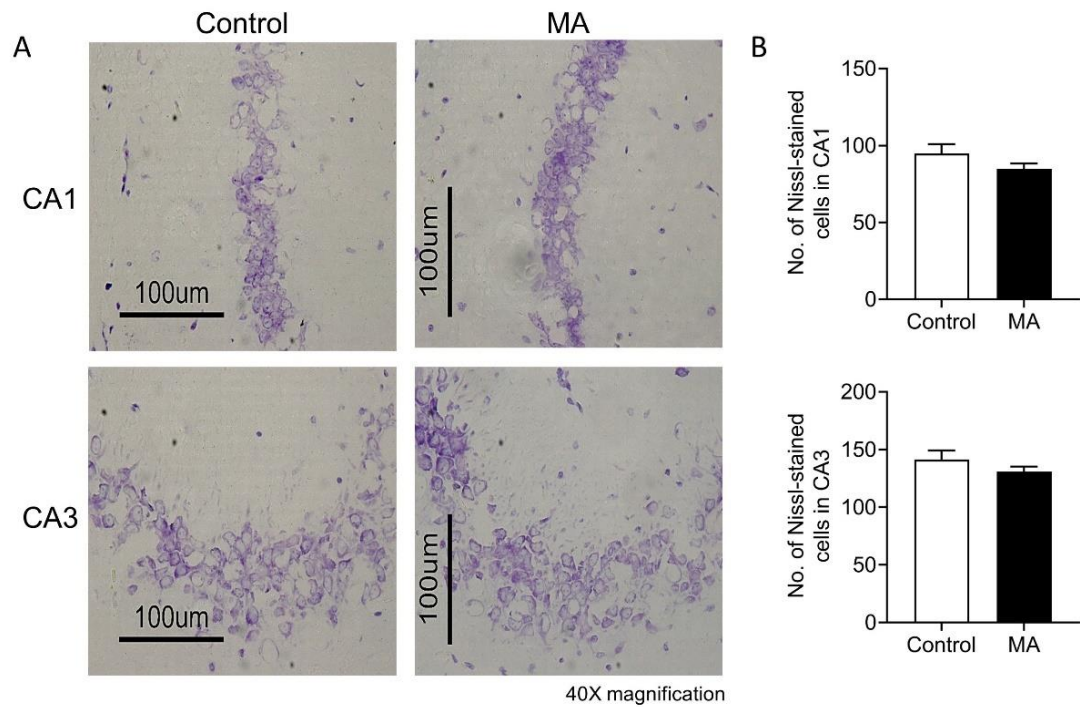 A
Control
MA
CA1
100um
100um
CA3
100um
100um
40X magnification
B
No. of Nissl-stained
cells in CA1
150
100
50
0
Control
MA
No. of Nissl-stained
cells in CA3
200
150
100
50
0
Control
MA